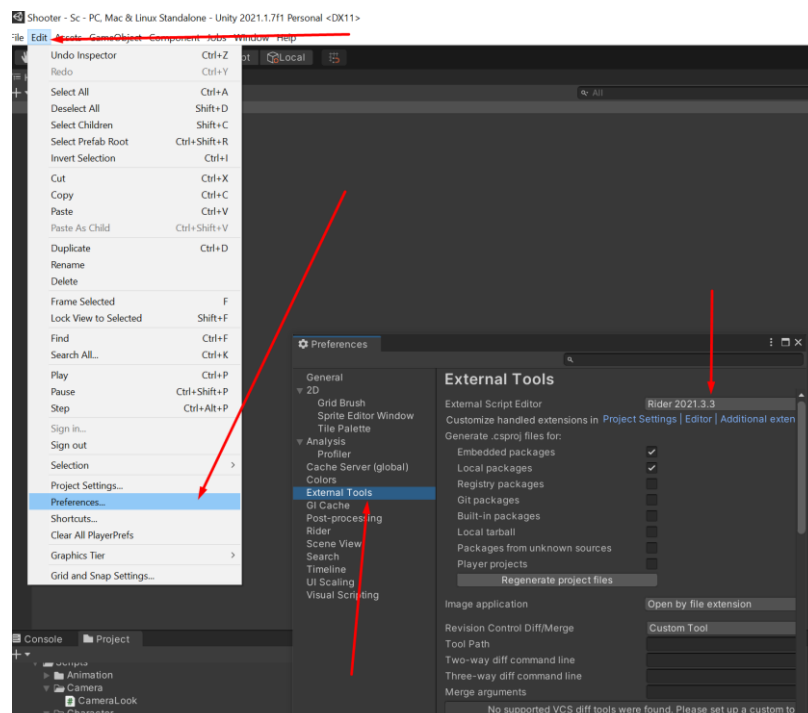 Shooter - Sc - PC, Mac & Linux Standalone - Unity 2021.1.7f1 Personal <DX11>
File Edit Assets GameObject Component Jobs Window Help
Local
All
Undo Inspector Ctrl+Z
Redo Ctrl+Y
Select All Ctrl+A
Deselect All Shift+D
Select Children Shift+C
Select Prefab Root Ctrl+Shift+R
Invert Selection Ctrl+I
Cut Ctrl+X
Copy Ctrl+C
Paste Ctrl+V
Paste As Child Ctrl+Shift+V
Duplicate Ctrl+D
Rename
Delete
Frame Selected F
Lock View to Selected Shift+F
Find Ctrl+F
Search All... Ctrl+K
Play Ctrl+P
Pause Ctrl+Shift+P
Step Ctrl+Alt+P
Sign in...
Sign out
Selection >
Project Settings...
Preferences...
Shortcuts...
Clear All PlayerPrefs
Graphics Tier >
Grid and Snap Settings...
Preferences
General
2D
Grid Brush
Sprite Editor Window
Tile Palette
Analysis
Profiler
Cache Server (global)
Colors
External Tools
GI Cache
Post-processing
Rider
Scene View
Search
Timeline
UI Scaling
Visual Scripting
External Tools
External Script Editor Rider 2021.3.3
Customize handled extensions in Project Settings | Editor | Additional exten
Generate .csproj files for:
Embedded packages
Local packages
Registry packages
Git packages
Built-in packages
Local tarball
Packages from unknown sources
Player projects
Regenerate project files
Image application Open by file extension
Revision Control Diff/Merge Custom Tool
Tool Path
Two-way diff command line
Three-way diff command line
Merge arguments
No supported VCS diff tools were found. Please set up a custom to
Console Project
Scripts
Animation
Camera
CameraLook
Character